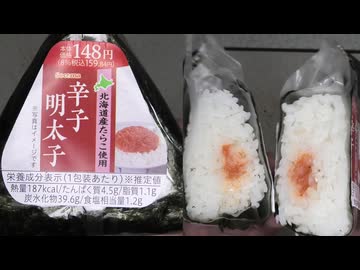 本体
価格 148円
(8%税込159.84円)
Seicoma
北海道産たらこ使用
辛子
明太子
※写真は
イメージです
栄養成分表示(1包装あたり)※推定値
熱量187kcal/たんぱく質4.5g/脂質1.1g
炭水化物39.6g/食塩相当量1.2g